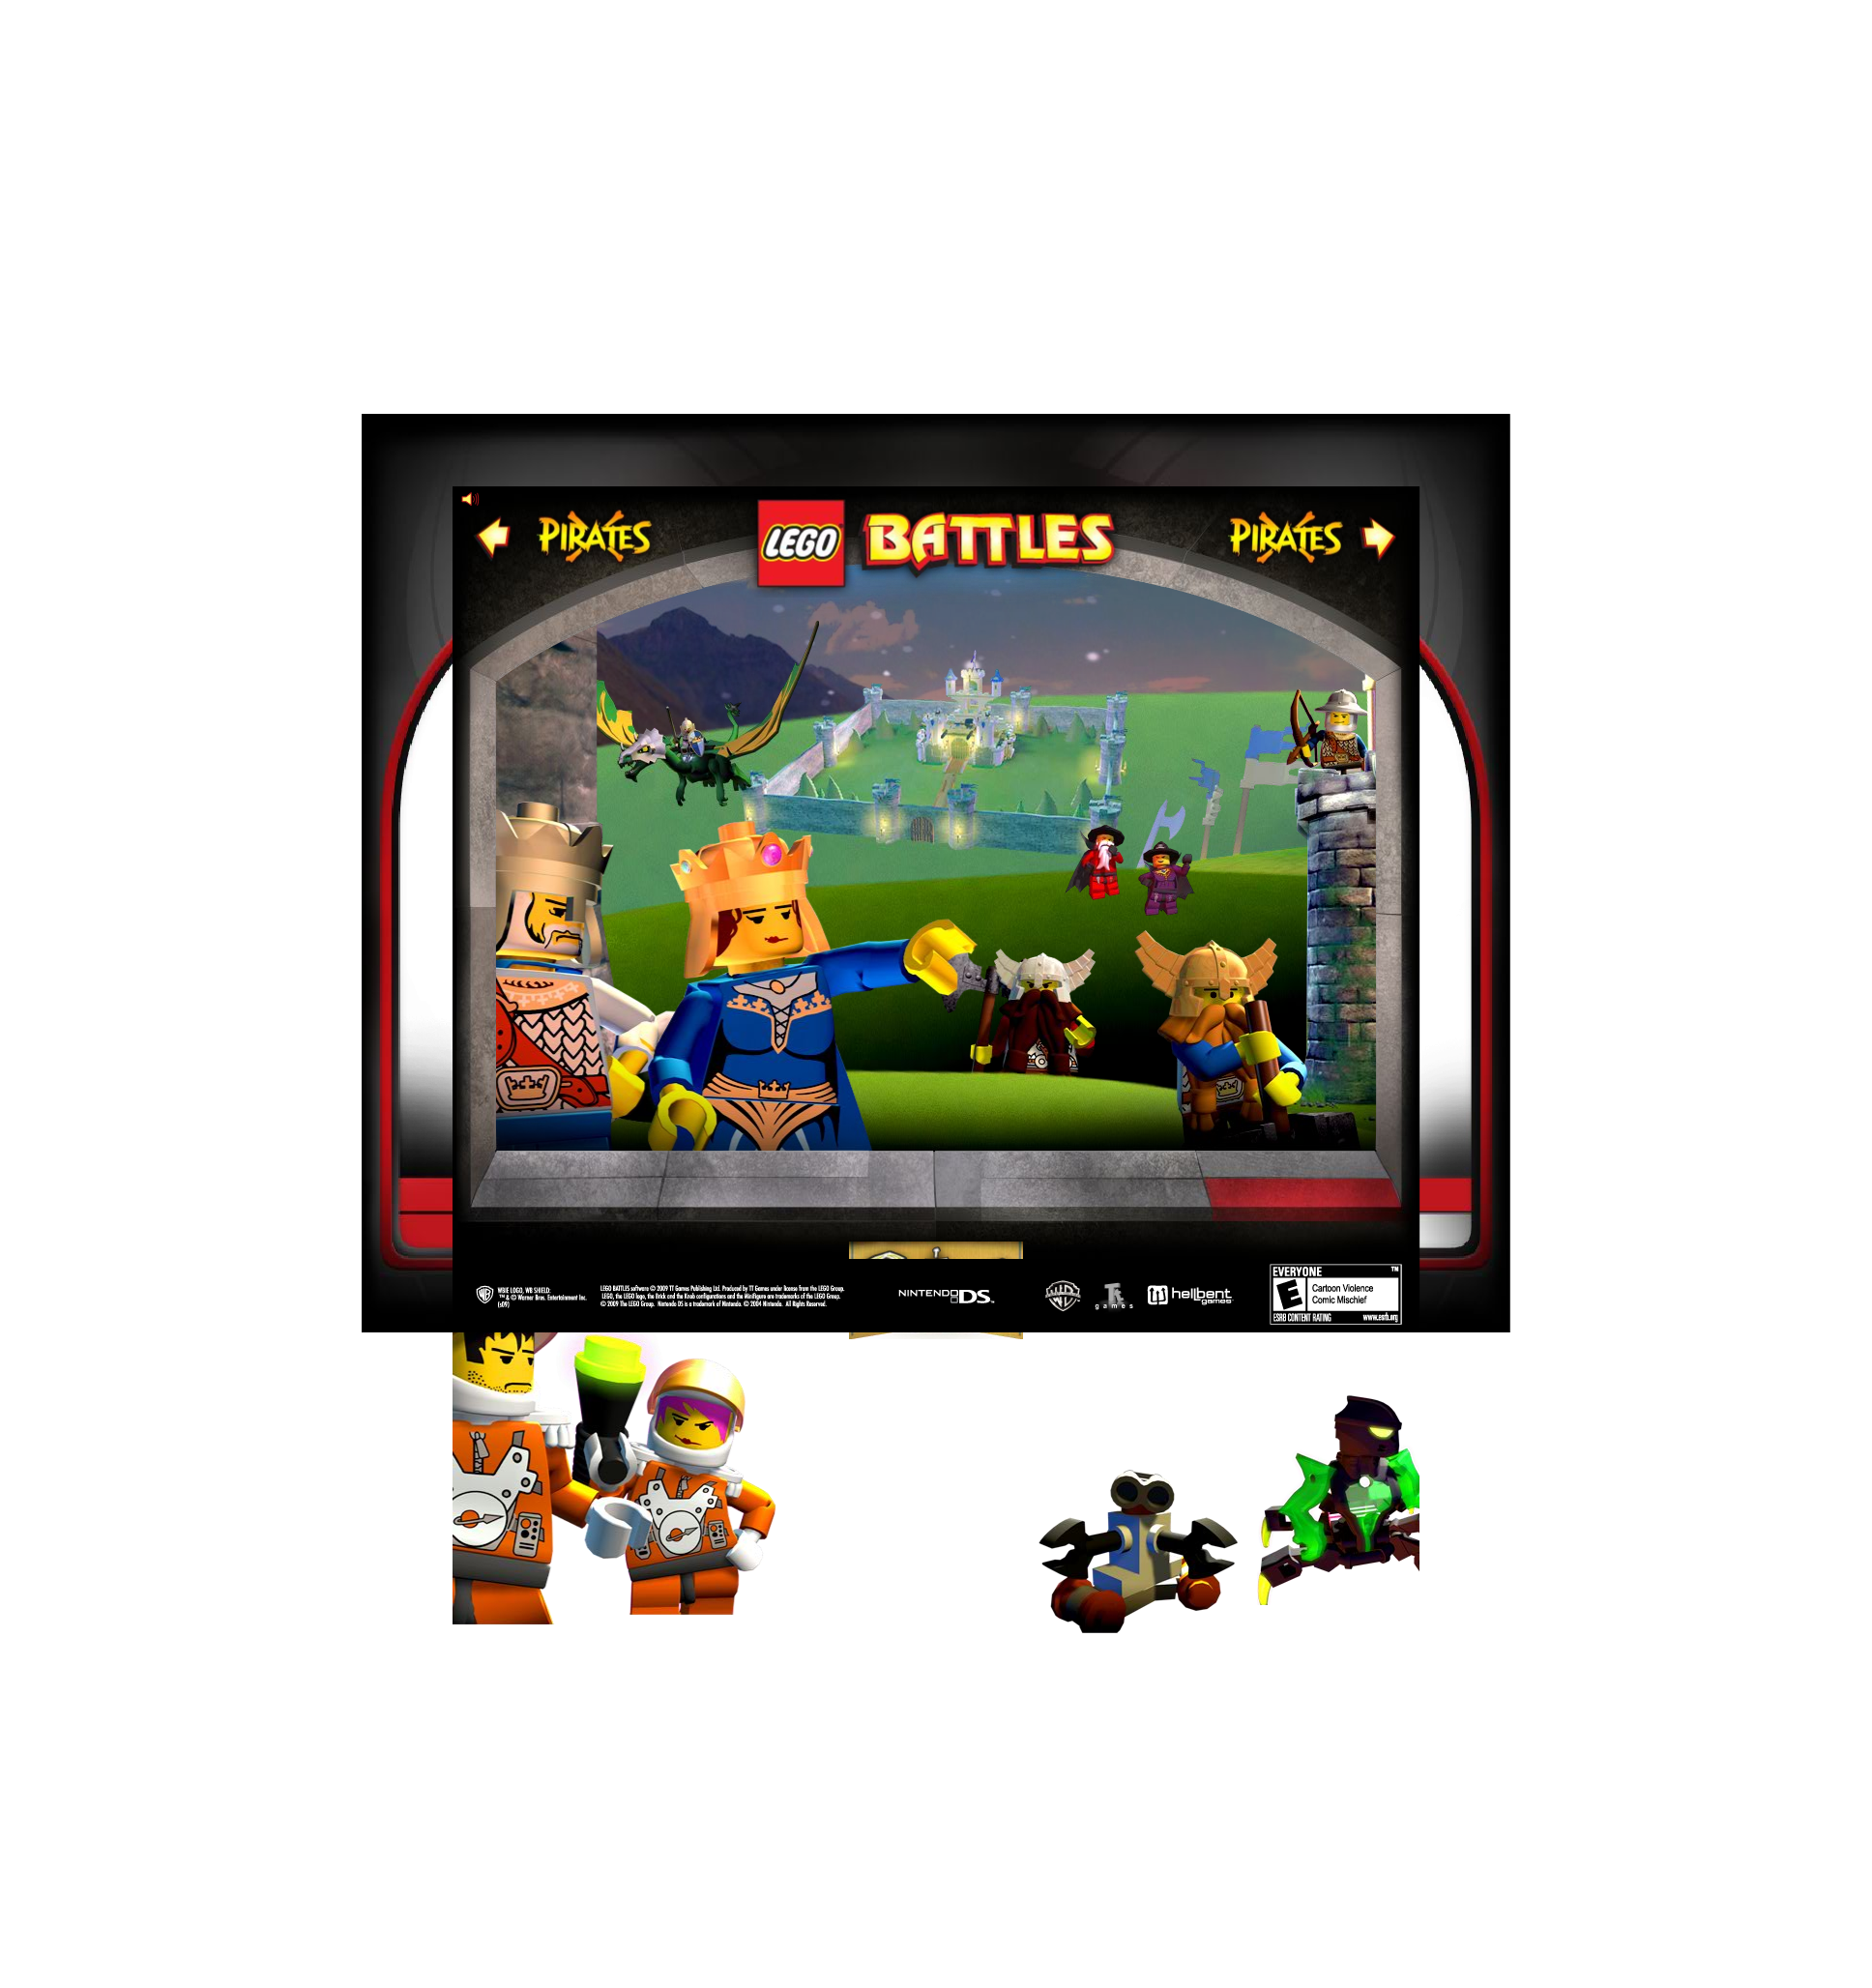 PIRATES
LEGO
BATTLES
PIRATES
WBIE LOGO, WB SHIELD:
™ & © Warner Bros. Entertainment Inc.
(s09)
LEGO BATTLES software © 2009 TT Games Publishing Ltd. Produced by TT Games under license from the LEGO Group.
LEGO, the LEGO logo, the Brick and the Knob configurations and the Minifigure are trademarks of the LEGO Group.
© 2009 The LEGO Group. Nintendo DS is a trademark of Nintendo. © 2004 Nintendo. All Rights Reserved.
NINTENDO DS™
games
hellbent
games
EVERYONE ™
E
Cartoon Violence
Comic Mischief
ESRB CONTENT RATING www.esrb.org